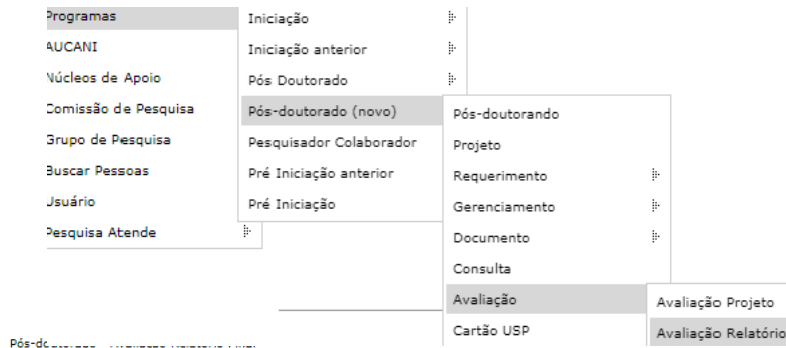 Programas
AUCANI
Núcleos de Apoio
Comissão de Pesquisa
Grupo de Pesquisa
Buscar Pessoas
Usuário
Pesquisa Atende
Iniciação
Iniciação anterior
Pós Doutorado
Pós-doutorado (novo)
Pesquisador Colaborador
Pré Iniciação anterior
Pré Iniciação
Pós-doutorando
Projeto
Requerimento
Gerenciamento
Documento
Consulta
Avaliação
Cartão USP
Avaliação Projeto
Avaliação Relatório